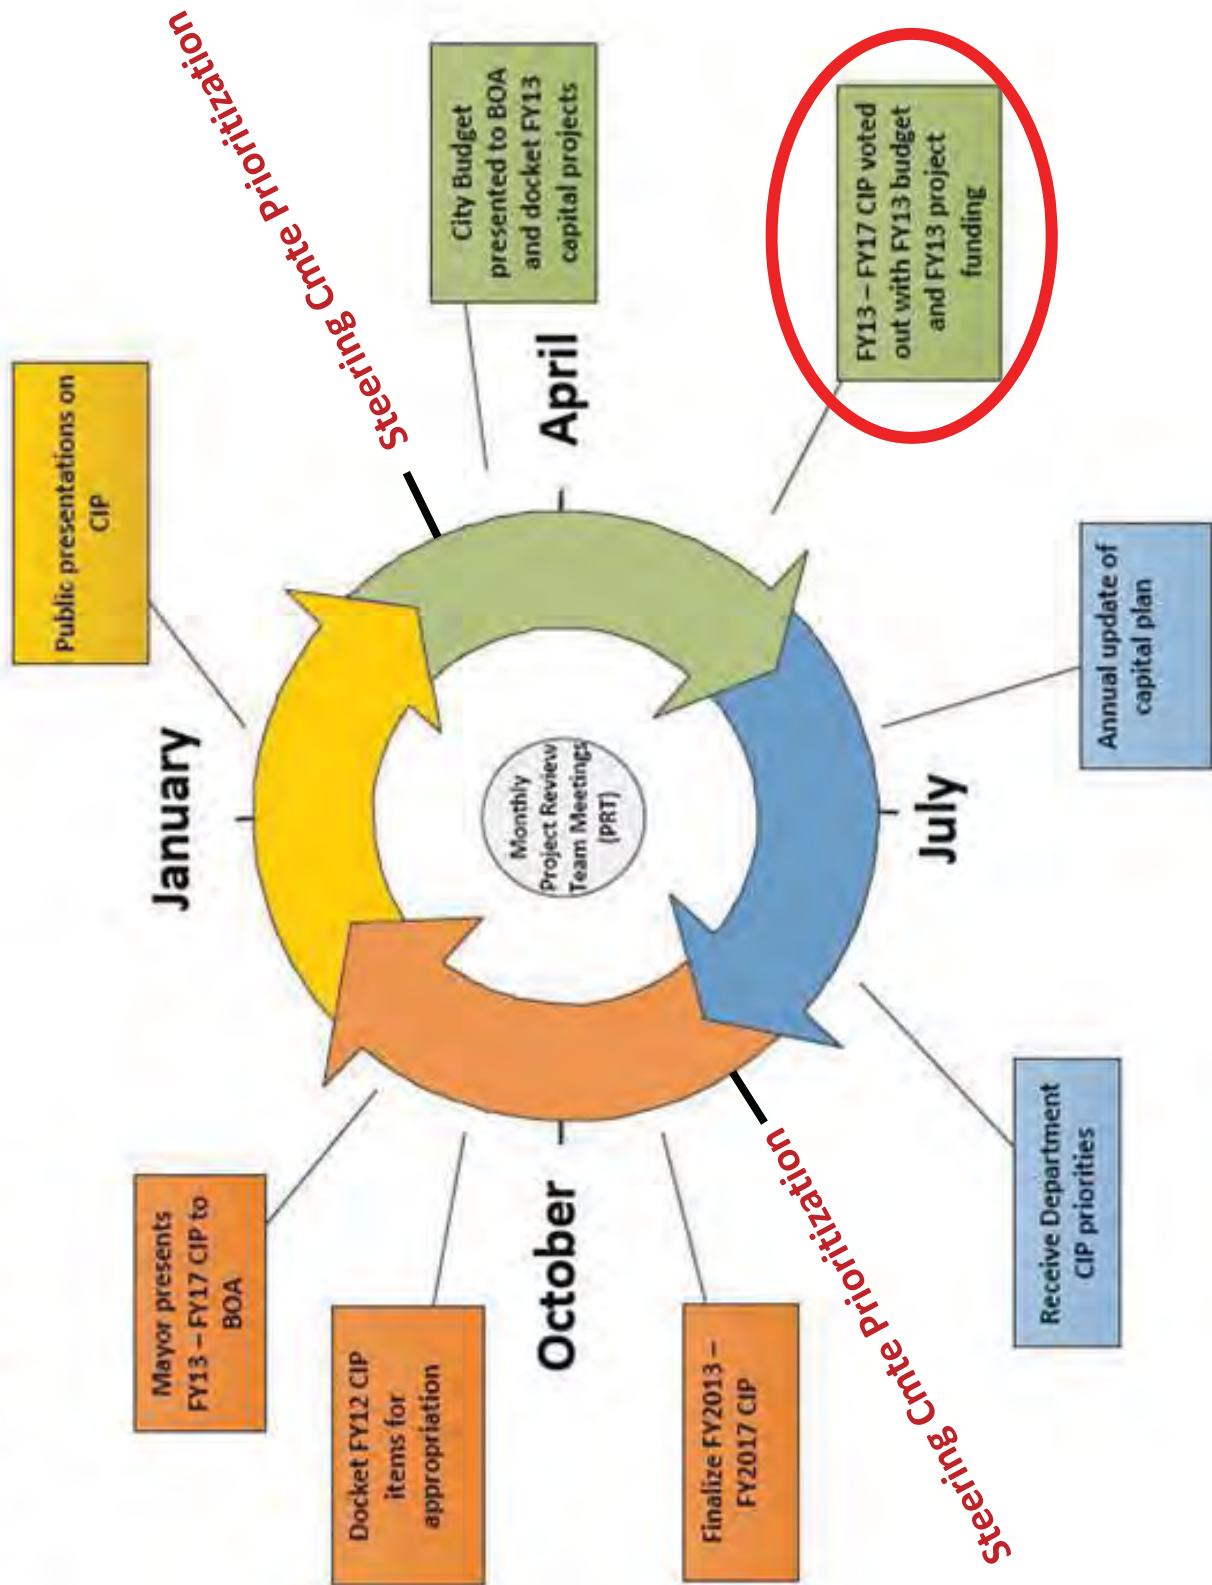 January
Public presentations on
CIP
Steering Cmte Prioritization
City Budget
presented to BOA
and docket FY13
capital projects
April
FY13 – FY17 CIP voted
out with FY13 budget
and FY13 project
funding
Annual update of
capital plan
July
Receive Department
CIP priorities
Steering Cmte Prioritization
Finalize FY2013 –
FY2017 CIP
October
Docket FY12 CIP
items for
appropriation
Mayor presents
FY13 – FY17 CIP to
BOA
Monthly
Project Review
Team Meetings
(PRT)